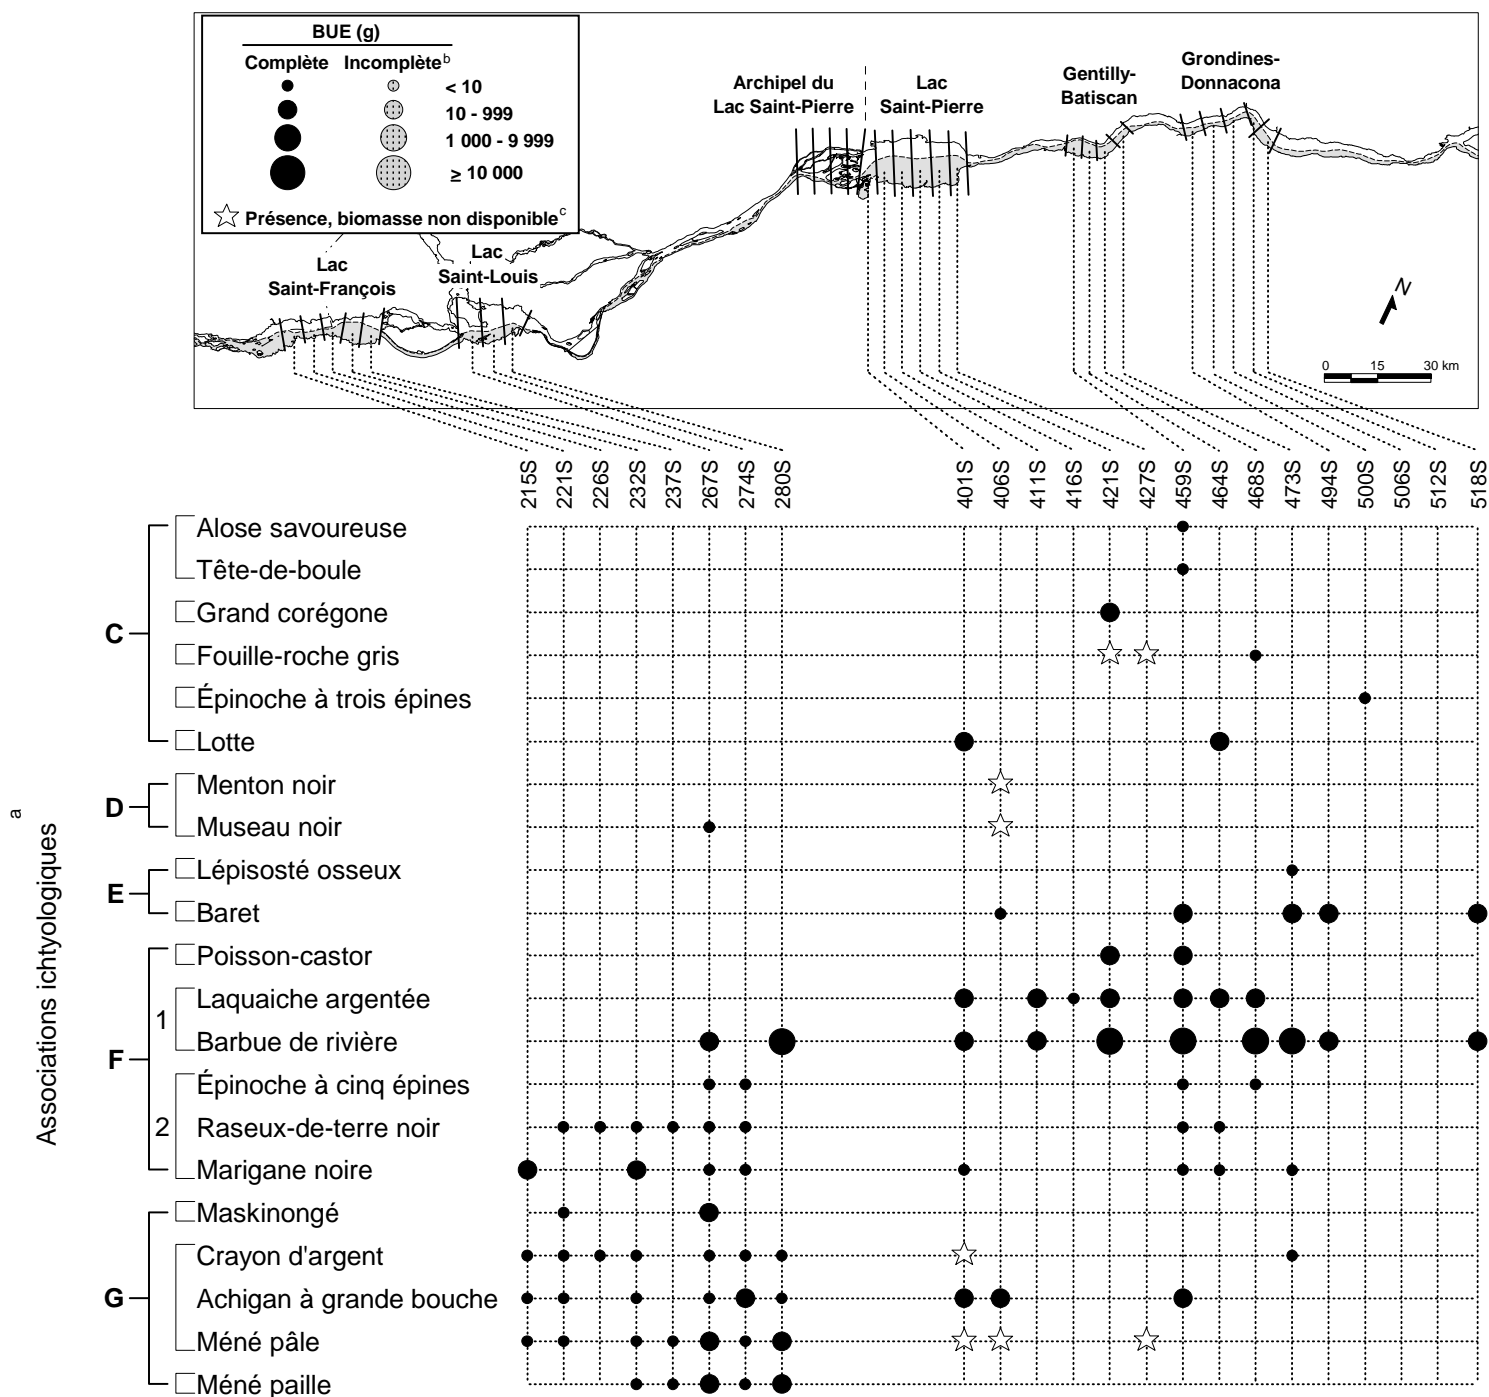 BUE (g)
Complète Incomplète b
< 10
10 - 999
1 000 - 9 999
≥ 10 000
Présence, biomasse non disponible c
Archipel du
Lac Saint-Pierre
Lac
Saint-Pierre
Gentilly-
Batiscan
Grondines-
Donnacona
Lac
Saint-François
Lac
Saint-Louis
N
0 15 30 km
215S 221S 226S 232S 237S 267S 274S 280S 401S 406S 411S 416S 421S 427S 459S 464S 468S 473S 494S 500S 506S 512S 518S
Associations ichtyologiques a
C
Alose savoureuse
Tête-de-boule
Grand corégone
Fouille-roche gris
Épinoche à trois épines
Lotte
D
Menton noir
Museau noir
E
Lépisosté osseux
Baret
F
Poisson-castor
1
Laquaiche argentée
Barbue de rivière
2
Épinoche à cinq épines
Raseux-de-terre noir
Marigane noire
G
Maskinongé
Crayon d'argent
Achigan à grande bouche
Méné pâle
Méné paille